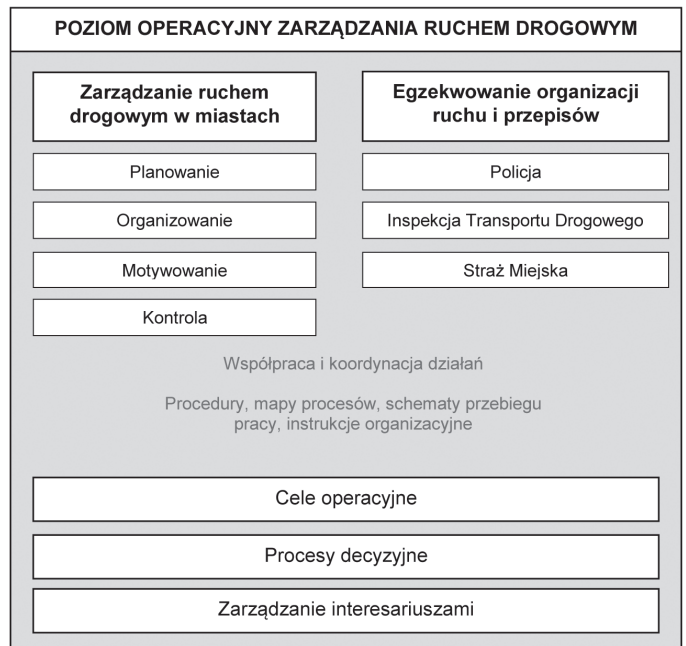 POZIOM OPERACYJNY ZARZĄDZANIA RUCHEM DROGOWYM
Zarządzanie ruchem
drogowym w miastach
Planowanie
Organizowanie
Motywowanie
Kontrola
Egzekwowanie organizacji
ruchu i przepisów
Policja
Inspekcja Transportu Drogowego
Straż Miejska
Współpraca i koordynacja działań
Procedury, mapy procesów, schematy przebiegu
pracy, instrukcje organizacyjne
Cele operacyjne
Procesy decyzyjne
Zarządzanie interesariuszami